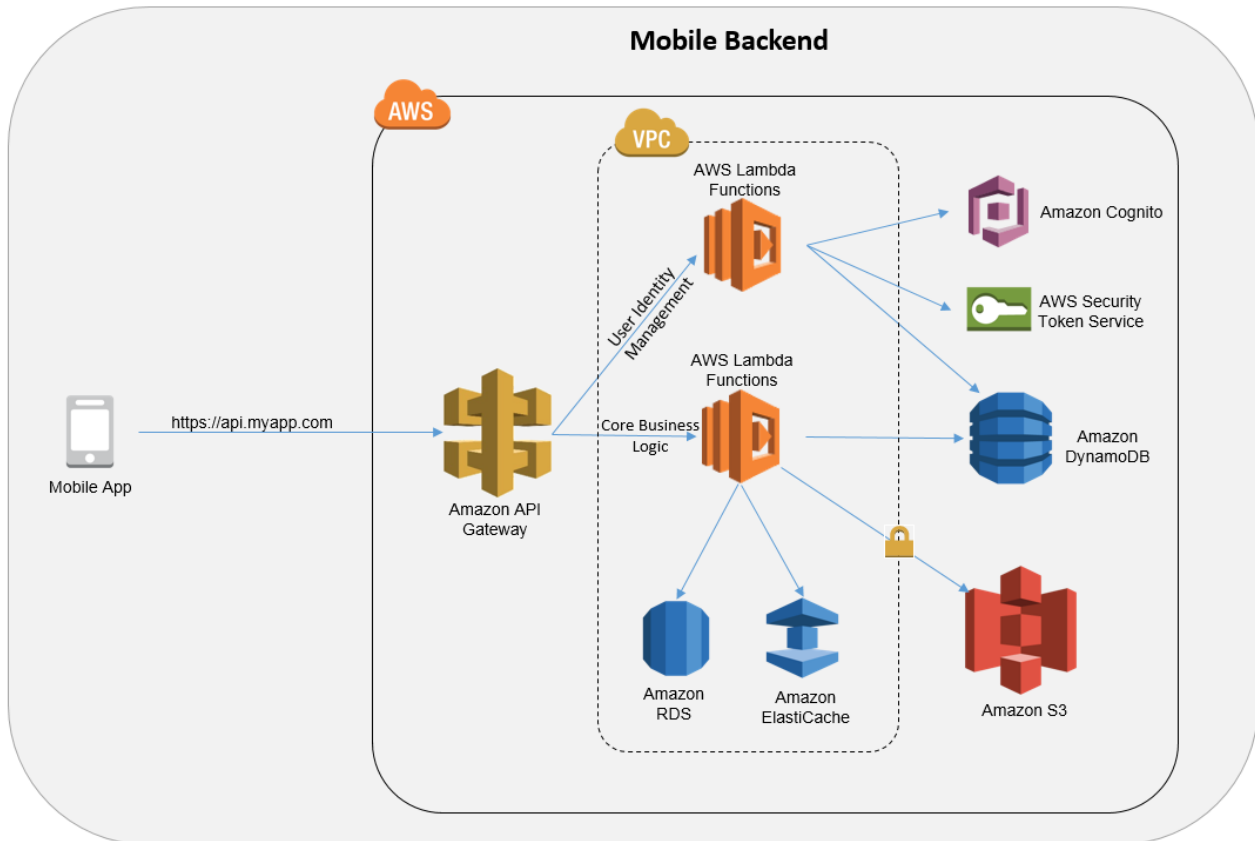 Mobile Backend
AWS
VPC
AWS Lambda
Functions
Amazon Cognito
User Identity
Management
AWS Security
Token Service
AWS Lambda
Functions
https://api.myapp.com
Core Business
Logic
Amazon
DynamoDB
Mobile App
Amazon API
Gateway
Amazon
RDS
Amazon
ElastiCache
Amazon S3